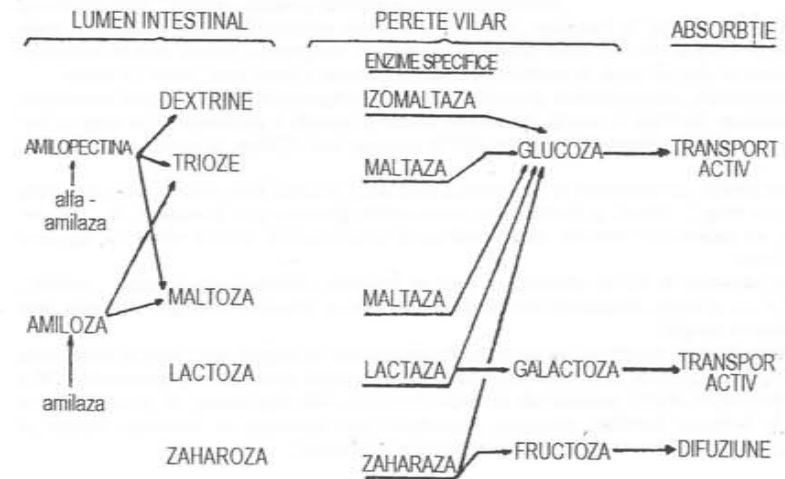 LUMEN INTESTINAL
PERETE VILAR
ABSORBȚIE
ENZIME SPECIFICE
DEXTRINE
IZOMALTAZA
AMILOPECTINA
TRIOZE
MALTAZA
GLUCOZA
TRANSPORT
ACTIV
alfa -
amilaza
MALTOZA
MALTAZA
AMILOZA
LACTOZA
LACTAZA
GALACTOZA
TRANSPOR
ACTIV
amilaza
ZAHAROZA
ZAHARAZA
FRUCTOZA
DIFUZIUNE